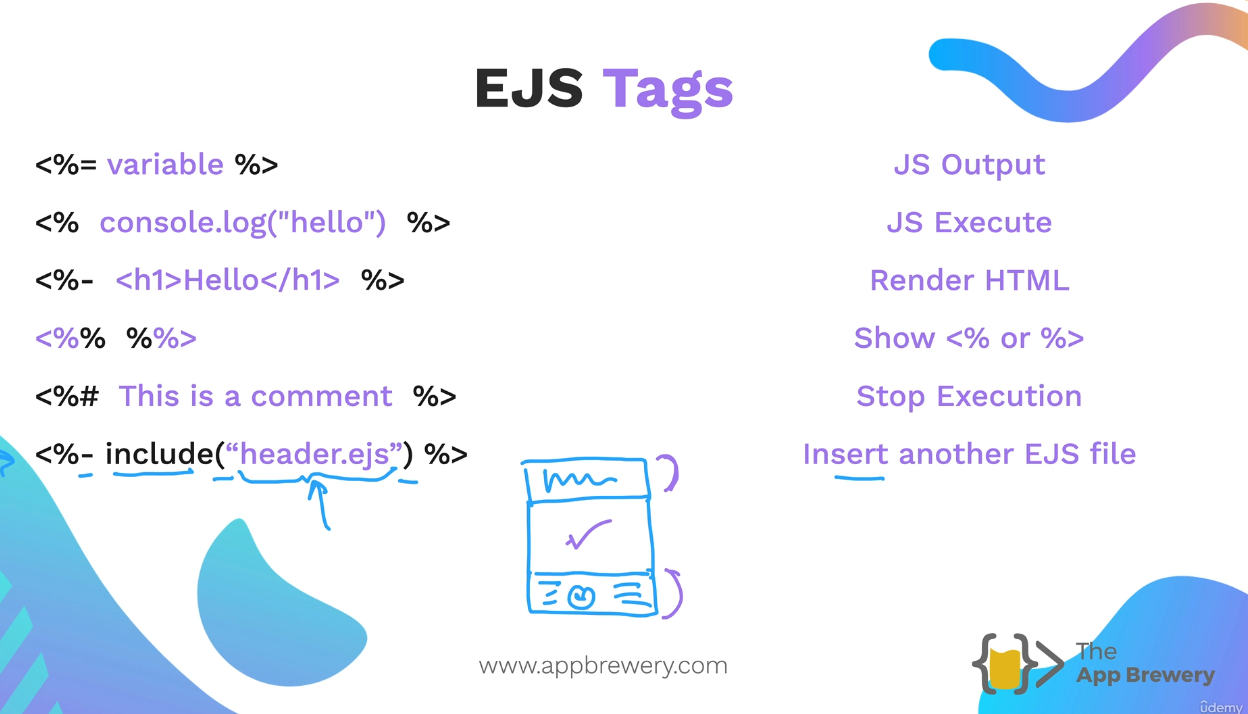 EJS Tags
<%= variable %> JS Output
<% console.log("hello") %> JS Execute
<%- <h1>Hello</h1> %> Render HTML
<%% %%> Show <% or %>
<%# This is a comment %> Stop Execution
<%- include(“header.ejs”) %> Insert another EJS file
www.appbrewery.com
The
App Brewery
ûdemy